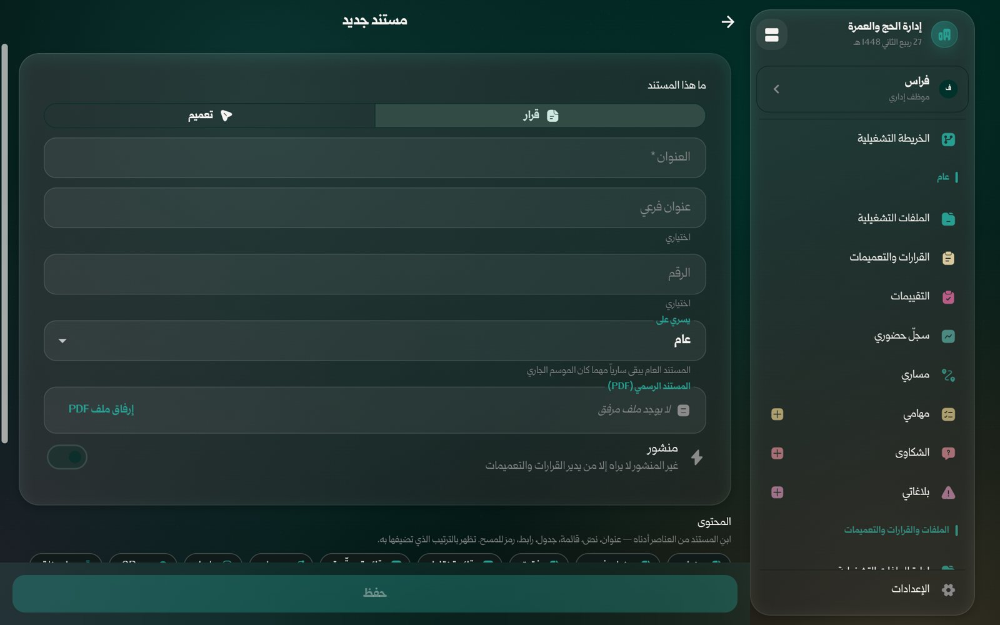 إدارة الحج والعمرة
27 ربيع الثاني 1448 هـ
ف
فراس
موظف إداري
الخريطة التشغيلية
عام
الملفات التشغيلية
القرارات والتعميمات
التقييمات
سجلّ حضوري
مساري
مهامي
الشكاوى
بلاغاتي
الملفات والقرارات والتعميمات
الإعدادات
مستند جديد
ما هذا المستند
قرار
تعميم
العنوان *
عنوان فرعي
اختياري
الرقم
اختياري
يسري على
عام
المستند العام يبقى سارياً مهما كان الموسم الجاري
المستند الرسمي (PDF)
لا يوجد ملف مرفق
إرفاق ملف PDF
منشور
غير المنشور لا يراه إلا من يدير القرارات والتعميمات
المحتوى
ابنِ المستند من العناصر أدناه — عنوان، نصّ، قائمة، جدول، رابط، رمز للمسح. تظهر بالترتيب الذي تضيفها به.
حفظ